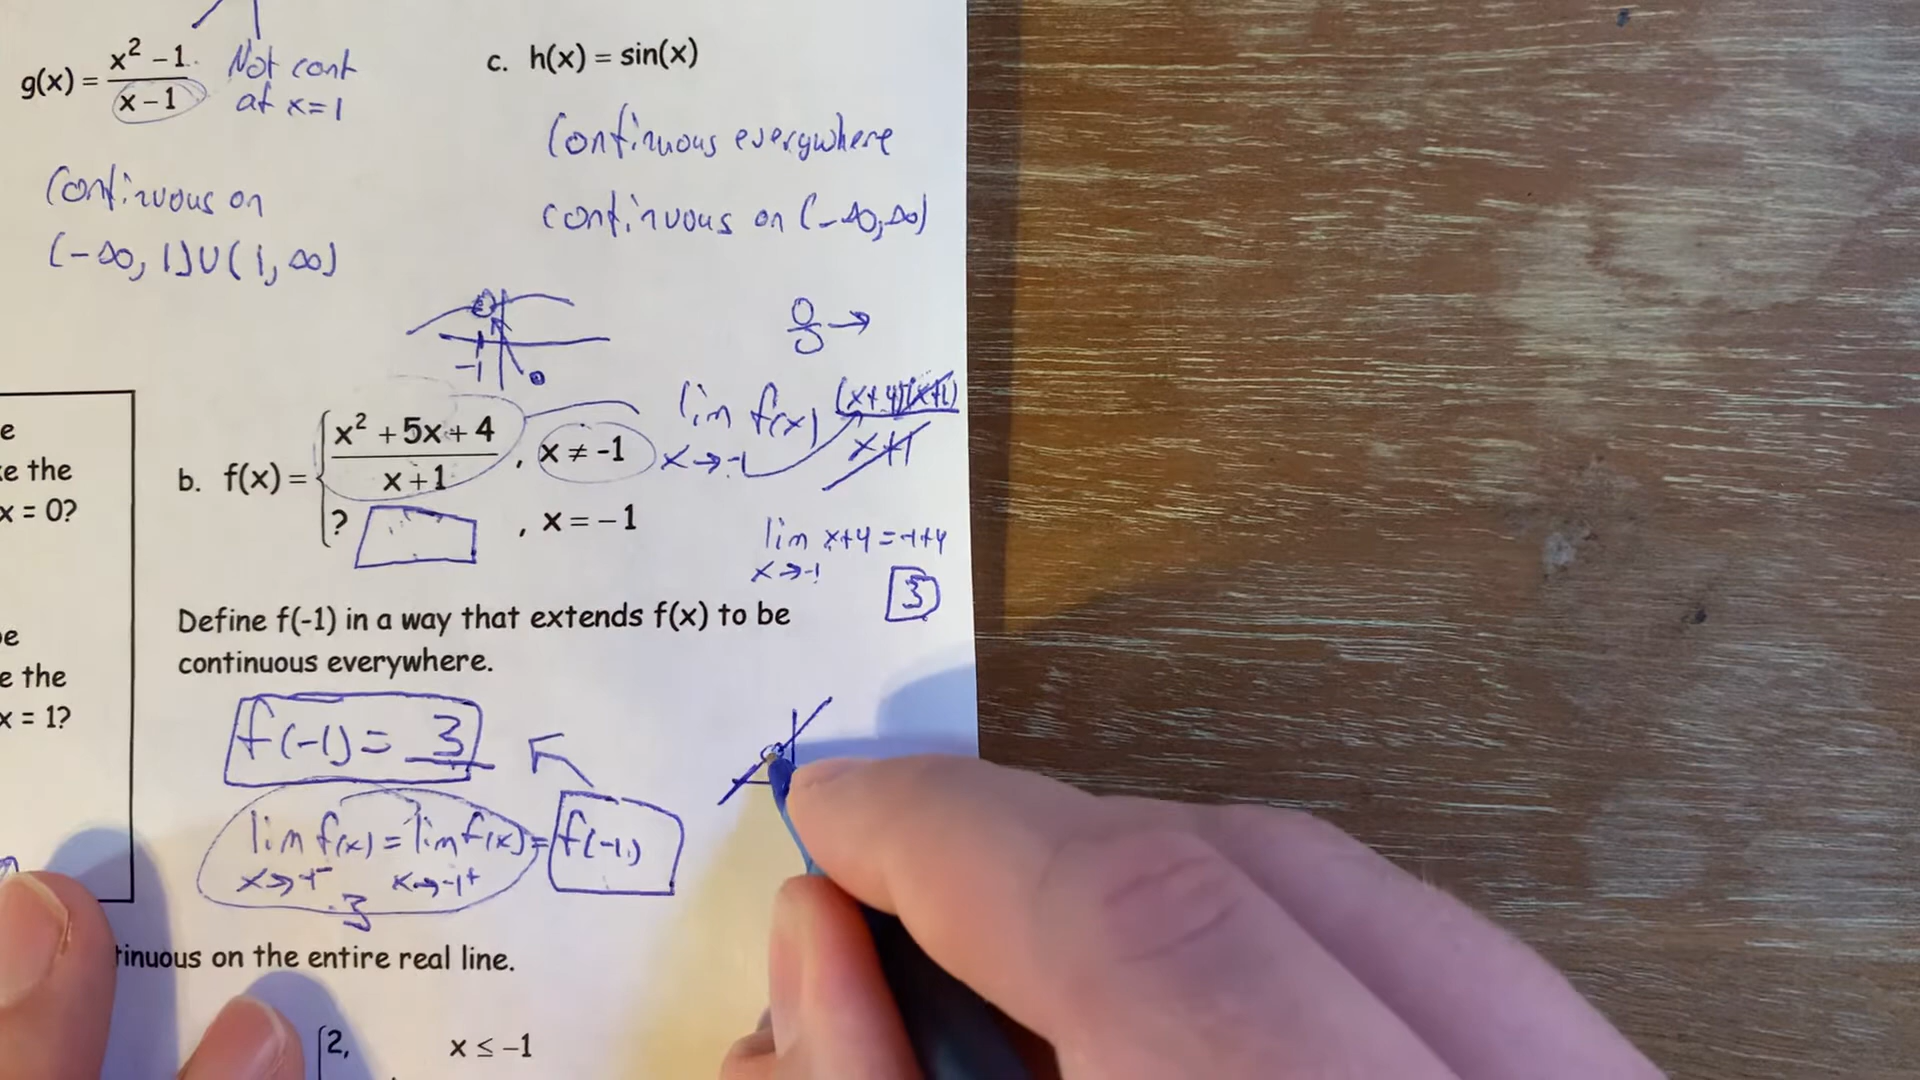 g(x) = x² - 1 / x - 1
Not cont
at x=1
Continuous on
(-∞, 1)∪(1, ∞)
c. h(x) = sin(x)
Continuous everywhere
continuous on (-∞,∞)
-1
0/0 →
e
e the
x = 0?
e
e the
x = 1?
b. f(x) = { x² + 5x + 4 / x + 1 , x ≠ -1
? , x = -1
lim f(x) (x+4)(x+1)
x→-1 x+1
lim x+4 = -1+4
x→-1
3
Define f(-1) in a way that extends f(x) to be
continuous everywhere.
f(-1) = 3
lim f(x) = lim f(x) = f(-1)
x→-1⁻ x→-1⁺
3
tinuous on the entire real line.
2, x ≤ -1